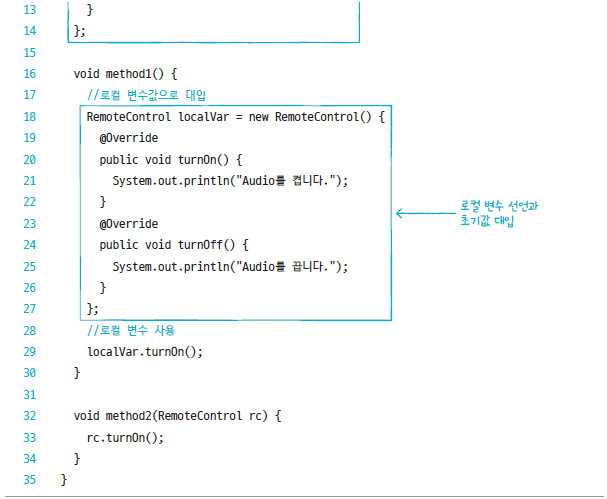 13 }
14 };
15
16 void method1() {
17 //로컬 변수값으로 대입
18 RemoteControl localVar = new RemoteControl() {
19 @Override
20 public void turnOn() {
21 System.out.println("Audio를 켭니다.");
22 }
23 @Override
24 public void turnOff() {
25 System.out.println("Audio를 끕니다.");
26 }
27 };
로컬 변수 선언과
초기값 대입
28 //로컬 변수 사용
29 localVar.turnOn();
30 }
31
32 void method2(RemoteControl rc) {
33 rc.turnOn();
34 }
35 }